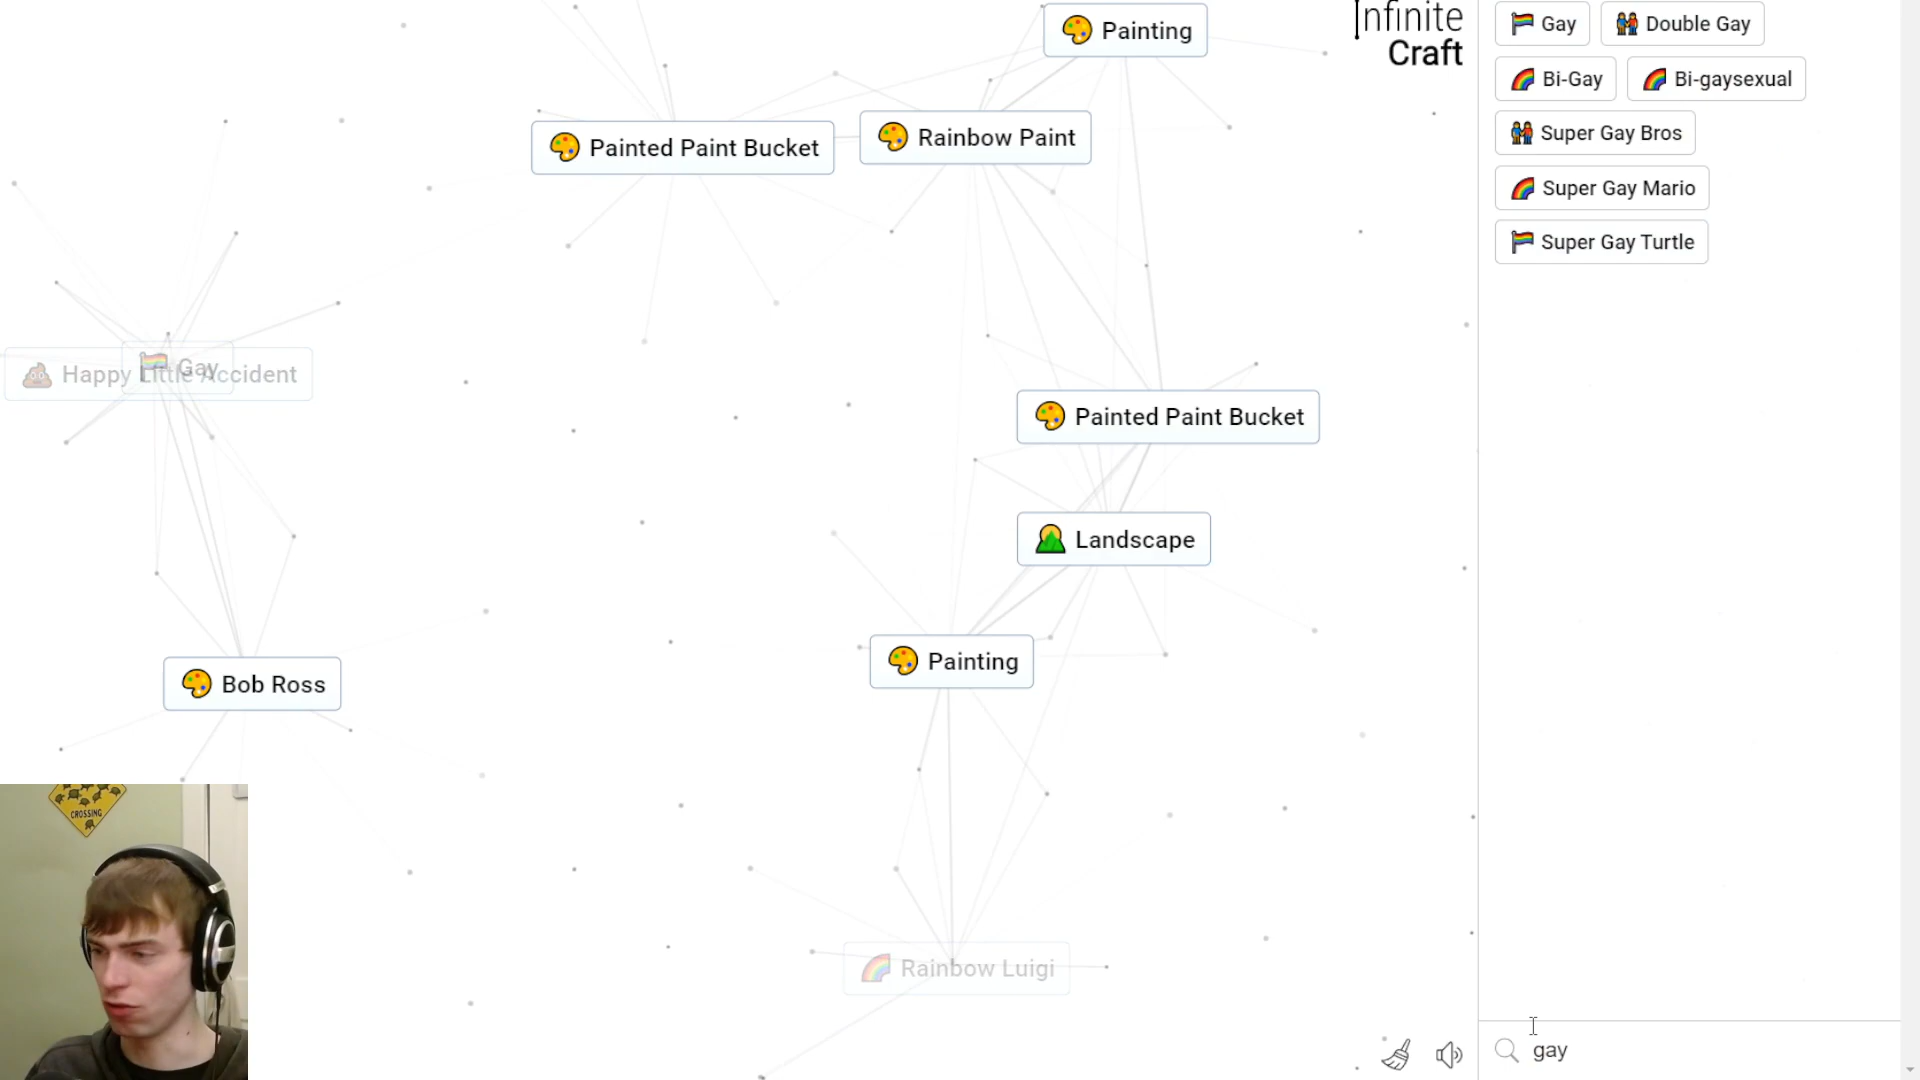 Infinite
Craft
Painting
Painted Paint Bucket
Rainbow Paint
Happy Little Accident
Gay
Painted Paint Bucket
Landscape
Painting
Bob Ross
Rainbow Luigi
CROSSING
Gay
Double Gay
Bi-Gay
Bi-gaysexual
Super Gay Bros
Super Gay Mario
Super Gay Turtle
gay